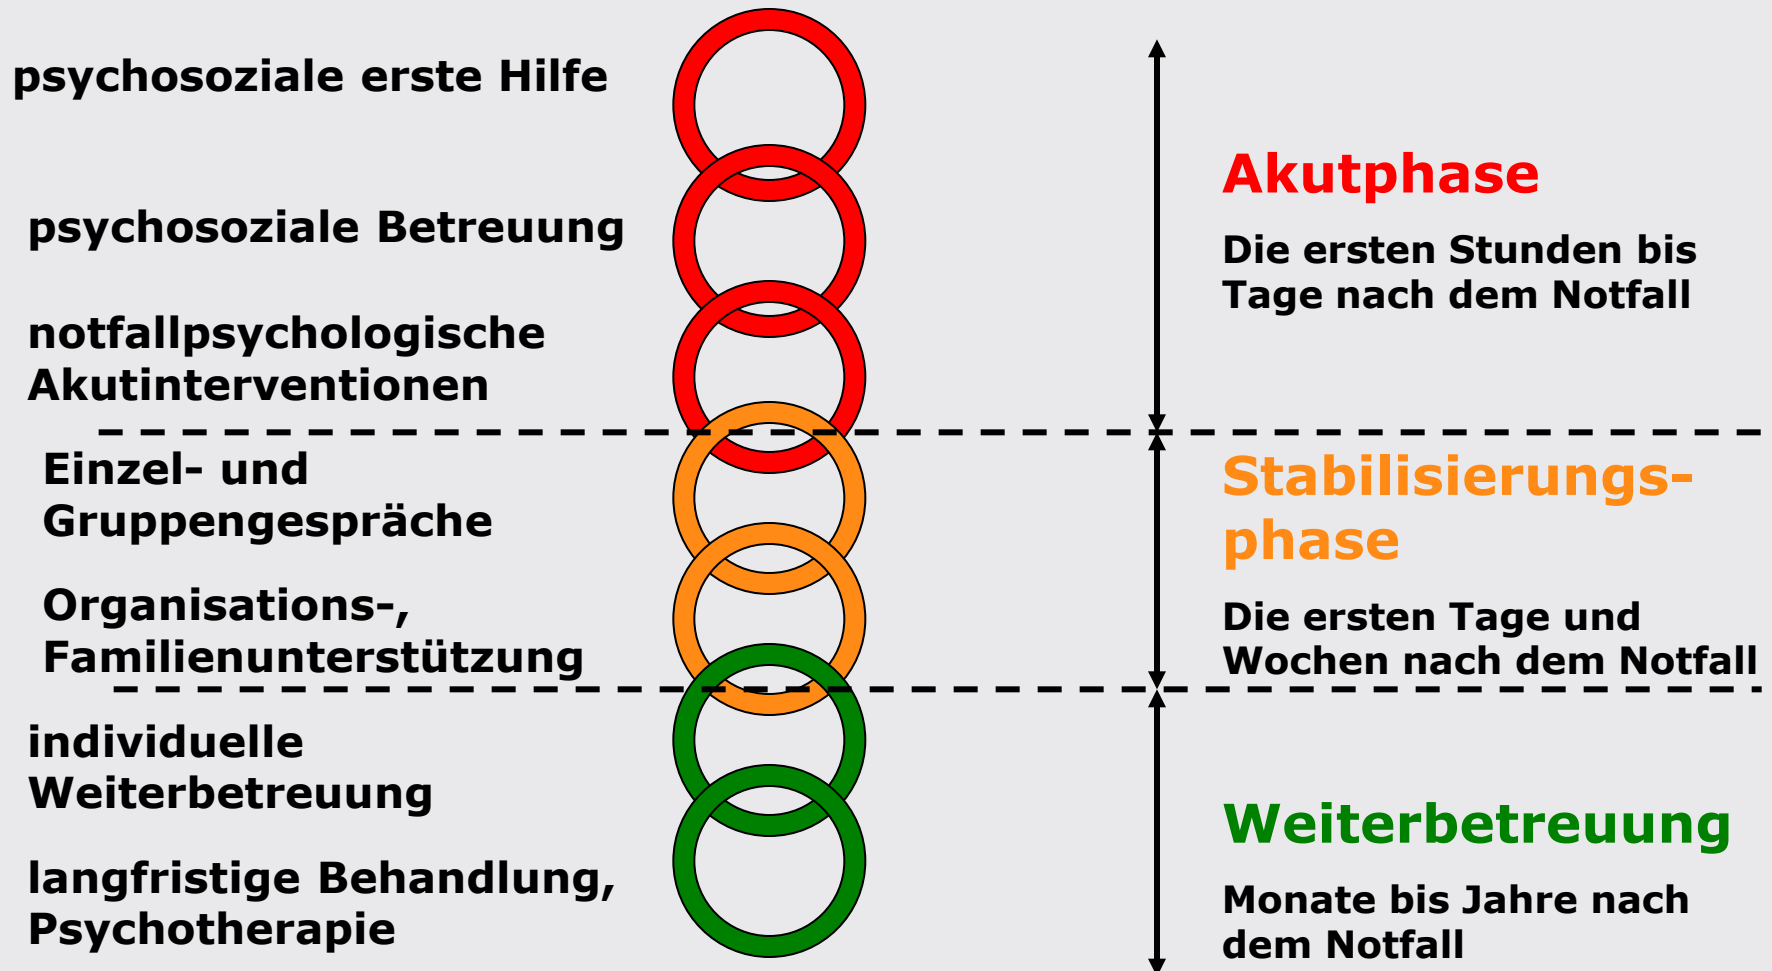 psychosoziale erste Hilfe
psychosoziale Betreuung
notfallpsychologische
Akutinterventionen
Akutphase
Die ersten Stunden bis
Tage nach dem Notfall
Einzel- und
Gruppengespräche
Organisations-,
Familienunterstützung
Stabilisierungs-
phase
Die ersten Tage und
Wochen nach dem Notfall
individuelle
Weiterbetreuung
langfristige Behandlung,
Psychotherapie
Weiterbetreuung
Monate bis Jahre nach
dem Notfall